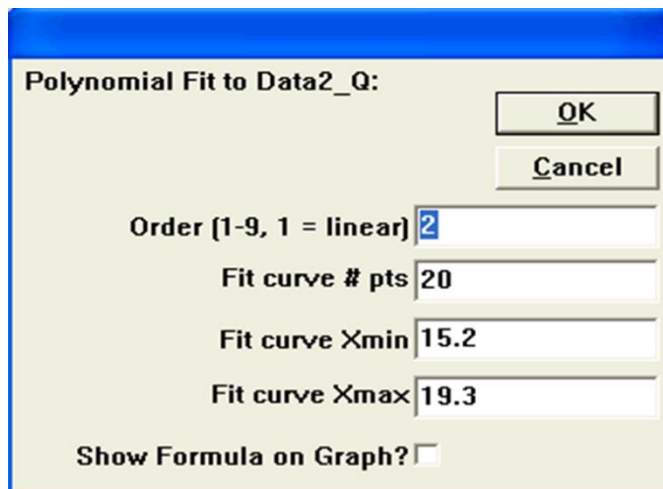 Polynomial Fit to Data2_Q:
OK
Cancel
Order (1-9, 1 = linear) 2
Fit curve # pts 20
Fit curve Xmin 15.2
Fit curve Xmax 19.3
Show Formula on Graph?